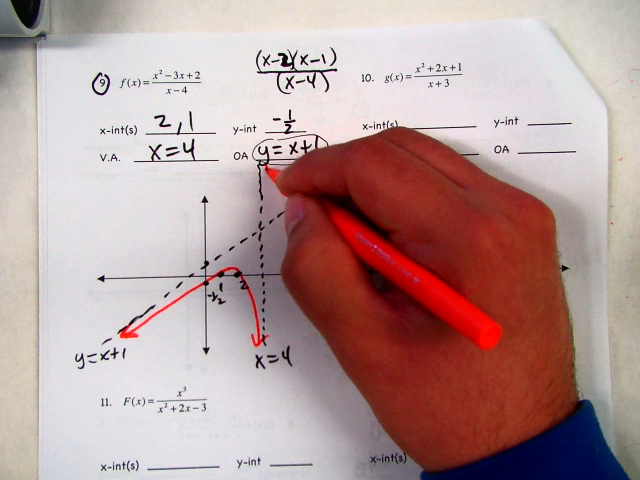 (x-2)(x-1)
(x-4)
9 f(x)= x² - 3x + 2 / x - 4
10. g(x)= x² + 2x + 1 / x + 3
x-int(s) 2, 1 y-int -1/2
x-int(s) y-int
V.A. x=4 OA y=x+1
OA
-1/2 1 2
y=x+1 x=4
11. F(x)= x³ / x² + 2x - 3
x-int(s) y-int x-int(s)